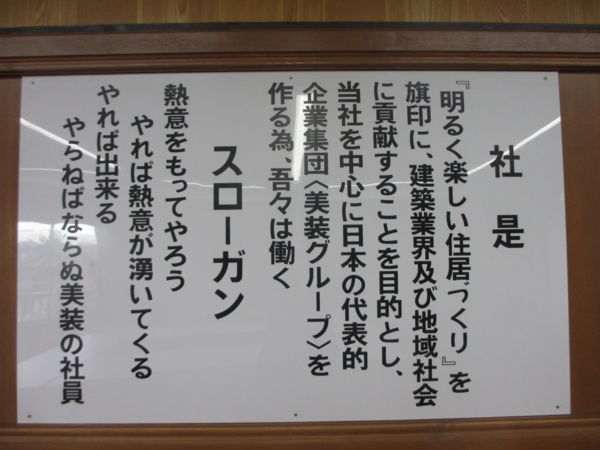 社是
『明るく楽しい住居づくり』を
旗印に、建築業界及び地域社会
に貢献することを目的とし、
当社を中心に日本の代表的
企業集団〈美装グループ〉を
作る為、吾々は働く
スローガン
熱意をもってやろう
やれば熱意が湧いてくる
やれば出来る
やらねばならぬ美装の社員